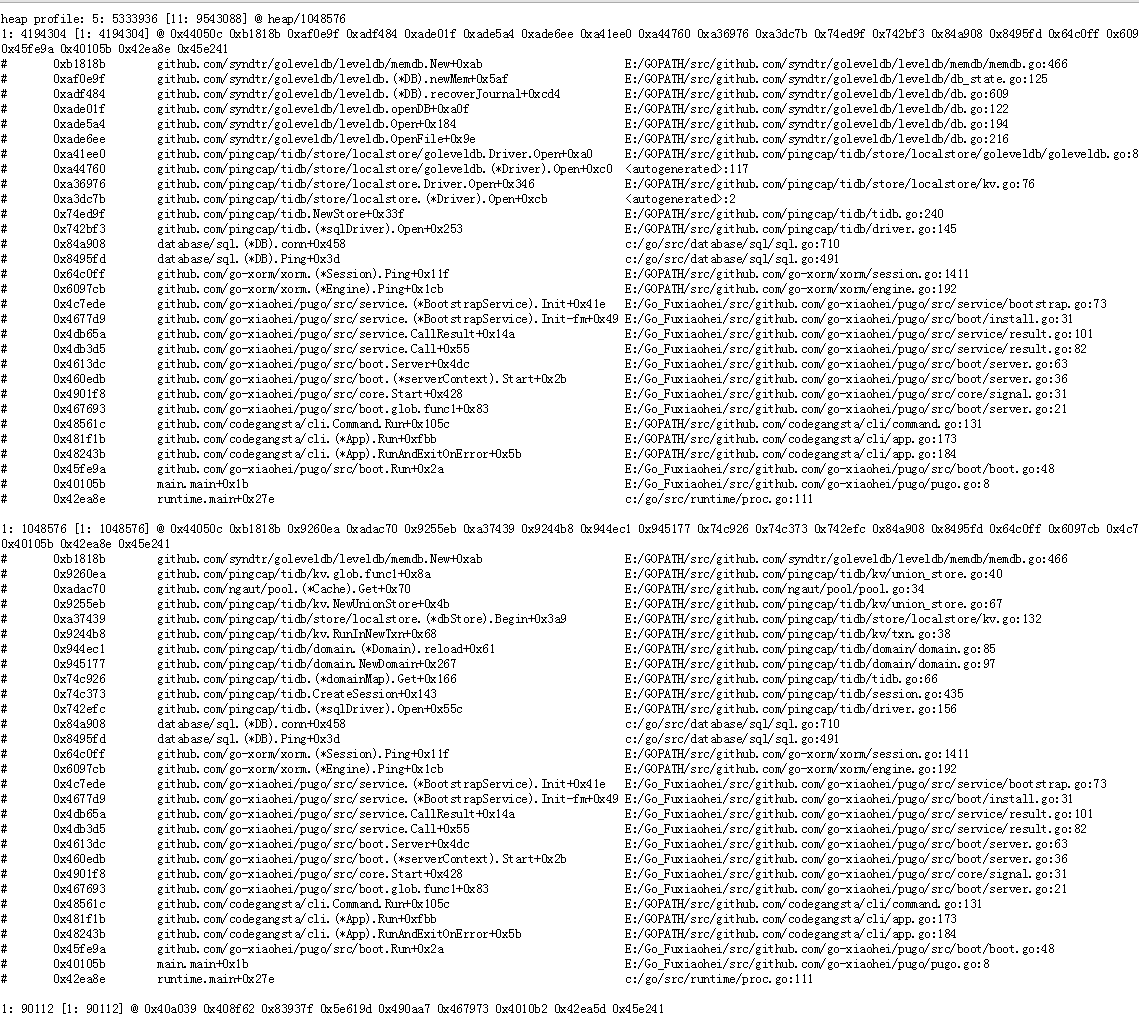 heap profile: 5: 5333936 [11: 9543088] @ heap/1048576
1: 4194304 [1: 4194304] @ 0x44050c 0xb1818b 0xaf0e9f 0xadf484 0xade01f 0xade5a4 0xade6ee 0xa41ee0 0xa44760 0xa36976 0xa3dc7b 0x74ed9f 0x742bf3 0x84a908 0x8495fd 0x64c0ff 0x609
0x45fe9a 0x40105b 0x42ea8e 0x45e241
# 0xb1818b github.com/syndtr/goleveldb/leveldb/memdb.New+0xab E:/GOPATH/src/github.com/syndtr/goleveldb/leveldb/memdb/memdb.go:466
# 0xaf0e9f github.com/syndtr/goleveldb/leveldb.(*DB).newMem+0x5af E:/GOPATH/src/github.com/syndtr/goleveldb/leveldb/db_state.go:125
# 0xadf484 github.com/syndtr/goleveldb/leveldb.(*DB).recoverJournal+0xcd4 E:/GOPATH/src/github.com/syndtr/goleveldb/leveldb/db.go:609
# 0xade01f github.com/syndtr/goleveldb/leveldb.openDB+0xa0f E:/GOPATH/src/github.com/syndtr/goleveldb/leveldb/db.go:122
# 0xade5a4 github.com/syndtr/goleveldb/leveldb.Open+0x184 E:/GOPATH/src/github.com/syndtr/goleveldb/leveldb/db.go:194
# 0xade6ee github.com/syndtr/goleveldb/leveldb.OpenFile+0x9e E:/GOPATH/src/github.com/syndtr/goleveldb/leveldb/db.go:216
# 0xa41ee0 github.com/pingcap/tidb/store/localstore/goleveldb.Driver.Open+0xa0 E:/GOPATH/src/github.com/pingcap/tidb/store/localstore/goleveldb/goleveldb.go:8
# 0xa44760 github.com/pingcap/tidb/store/localstore/goleveldb.(*Driver).Open+0xc0 <autogenerated>:117
# 0xa36976 github.com/pingcap/tidb/store/localstore.Driver.Open+0x346 E:/GOPATH/src/github.com/pingcap/tidb/store/localstore/kv.go:76
# 0xa3dc7b github.com/pingcap/tidb/store/localstore.(*Driver).Open+0xcb <autogenerated>:2
# 0x74ed9f github.com/pingcap/tidb.NewStore+0x33f E:/GOPATH/src/github.com/pingcap/tidb/tidb.go:240
# 0x742bf3 github.com/pingcap/tidb.(*sqlDriver).Open+0x253 E:/GOPATH/src/github.com/pingcap/tidb/driver.go:145
# 0x84a908 database/sql.(*DB).conn+0x458 c:/go/src/database/sql/sql.go:710
# 0x8495fd database/sql.(*DB).Ping+0x3d c:/go/src/database/sql/sql.go:491
# 0x64c0ff github.com/go-xorm/xorm.(*Session).Ping+0x11f E:/GOPATH/src/github.com/go-xorm/xorm/session.go:1411
# 0x6097cb github.com/go-xorm/xorm.(*Engine).Ping+0x1cb E:/GOPATH/src/github.com/go-xorm/xorm/engine.go:192
# 0x4c7ede github.com/go-xiaohei/pugo/src/service.(*BootstrapService).Init+0x41e E:/Go_Fuxiaohei/src/github.com/go-xiaohei/pugo/src/service/bootstrap.go:73
# 0x4677d9 github.com/go-xiaohei/pugo/src/service.(*BootstrapService).Init-fm+0x49 E:/Go_Fuxiaohei/src/github.com/go-xiaohei/pugo/src/boot/install.go:31
# 0x4db65a github.com/go-xiaohei/pugo/src/service.CallResult+0x14a E:/Go_Fuxiaohei/src/github.com/go-xiaohei/pugo/src/service/result.go:101
# 0x4db3d5 github.com/go-xiaohei/pugo/src/service.Call+0x55 E:/Go_Fuxiaohei/src/github.com/go-xiaohei/pugo/src/service/result.go:82
# 0x4613dc github.com/go-xiaohei/pugo/src/boot.Server+0x4dc E:/Go_Fuxiaohei/src/github.com/go-xiaohei/pugo/src/boot/server.go:63
# 0x460edb github.com/go-xiaohei/pugo/src/boot.(*serverContext).Start+0x2b E:/Go_Fuxiaohei/src/github.com/go-xiaohei/pugo/src/boot/server.go:36
# 0x4901f8 github.com/go-xiaohei/pugo/src/core.Start+0x428 E:/Go_Fuxiaohei/src/github.com/go-xiaohei/pugo/src/core/signal.go:31
# 0x467693 github.com/go-xiaohei/pugo/src/boot.glob.func1+0x83 E:/Go_Fuxiaohei/src/github.com/go-xiaohei/pugo/src/boot/server.go:21
# 0x48561c github.com/codegangsta/cli.Command.Run+0x105c E:/GOPATH/src/github.com/codegangsta/cli/command.go:131
# 0x481f1b github.com/codegangsta/cli.(*App).Run+0xfbb E:/GOPATH/src/github.com/codegangsta/cli/app.go:173
# 0x48243b github.com/codegangsta/cli.(*App).RunAndExitOnError+0x5b E:/GOPATH/src/github.com/codegangsta/cli/app.go:184
# 0x45fe9a github.com/go-xiaohei/pugo/src/boot.Run+0x2a E:/Go_Fuxiaohei/src/github.com/go-xiaohei/pugo/src/boot/boot.go:48
# 0x40105b main.main+0x1b E:/Go_Fuxiaohei/src/github.com/go-xiaohei/pugo/pugo.go:8
# 0x42ea8e runtime.main+0x27e c:/go/src/runtime/proc.go:111
1: 1048576 [1: 1048576] @ 0x44050c 0xb1818b 0x9260ea 0xadac70 0x9255eb 0xa37439 0x9244b8 0x944ec1 0x945177 0x74c926 0x74c373 0x742efc 0x84a908 0x8495fd 0x64c0ff 0x6097cb 0x4c7
0x40105b 0x42ea8e 0x45e241
# 0xb1818b github.com/syndtr/goleveldb/leveldb/memdb.New+0xab E:/GOPATH/src/github.com/syndtr/goleveldb/leveldb/memdb/memdb.go:466
# 0x9260ea github.com/pingcap/tidb/kv.glob.func1+0x8a E:/GOPATH/src/github.com/pingcap/tidb/kv/union_store.go:40
# 0xadac70 github.com/ngaut/pool.(*Cache).Get+0x70 E:/GOPATH/src/github.com/ngaut/pool/pool.go:34
# 0x9255eb github.com/pingcap/tidb/kv.NewUnionStore+0x4b E:/GOPATH/src/github.com/pingcap/tidb/kv/union_store.go:67
# 0xa37439 github.com/pingcap/tidb/store/localstore.(*dbStore).Begin+0x3a9 E:/GOPATH/src/github.com/pingcap/tidb/store/localstore/kv.go:132
# 0x9244b8 github.com/pingcap/tidb/kv.RunInNewTxn+0x68 E:/GOPATH/src/github.com/pingcap/tidb/kv/txn.go:38
# 0x944ec1 github.com/pingcap/tidb/domain.(*Domain).reload+0x61 E:/GOPATH/src/github.com/pingcap/tidb/domain/domain.go:85
# 0x945177 github.com/pingcap/tidb/domain.NewDomain+0x267 E:/GOPATH/src/github.com/pingcap/tidb/domain/domain.go:97
# 0x74c926 github.com/pingcap/tidb.(*domainMap).Get+0x166 E:/GOPATH/src/github.com/pingcap/tidb/tidb.go:66
# 0x74c373 github.com/pingcap/tidb.CreateSession+0x143 E:/GOPATH/src/github.com/pingcap/tidb/session.go:435
# 0x742efc github.com/pingcap/tidb.(*sqlDriver).Open+0x55c E:/GOPATH/src/github.com/pingcap/tidb/driver.go:156
# 0x84a908 database/sql.(*DB).conn+0x458 c:/go/src/database/sql/sql.go:710
# 0x8495fd database/sql.(*DB).Ping+0x3d c:/go/src/database/sql/sql.go:491
# 0x64c0ff github.com/go-xorm/xorm.(*Session).Ping+0x11f E:/GOPATH/src/github.com/go-xorm/xorm/session.go:1411
# 0x6097cb github.com/go-xorm/xorm.(*Engine).Ping+0x1cb E:/GOPATH/src/github.com/go-xorm/xorm/engine.go:192
# 0x4c7ede github.com/go-xiaohei/pugo/src/service.(*BootstrapService).Init+0x41e E:/Go_Fuxiaohei/src/github.com/go-xiaohei/pugo/src/service/bootstrap.go:73
# 0x4677d9 github.com/go-xiaohei/pugo/src/service.(*BootstrapService).Init-fm+0x49 E:/Go_Fuxiaohei/src/github.com/go-xiaohei/pugo/src/boot/install.go:31
# 0x4db65a github.com/go-xiaohei/pugo/src/service.CallResult+0x14a E:/Go_Fuxiaohei/src/github.com/go-xiaohei/pugo/src/service/result.go:101
# 0x4db3d5 github.com/go-xiaohei/pugo/src/service.Call+0x55 E:/Go_Fuxiaohei/src/github.com/go-xiaohei/pugo/src/service/result.go:82
# 0x4613dc github.com/go-xiaohei/pugo/src/boot.Server+0x4dc E:/Go_Fuxiaohei/src/github.com/go-xiaohei/pugo/src/boot/server.go:63
# 0x460edb github.com/go-xiaohei/pugo/src/boot.(*serverContext).Start+0x2b E:/Go_Fuxiaohei/src/github.com/go-xiaohei/pugo/src/boot/server.go:36
# 0x4901f8 github.com/go-xiaohei/pugo/src/core.Start+0x428 E:/Go_Fuxiaohei/src/github.com/go-xiaohei/pugo/src/core/signal.go:31
# 0x467693 github.com/go-xiaohei/pugo/src/boot.glob.func1+0x83 E:/Go_Fuxiaohei/src/github.com/go-xiaohei/pugo/src/boot/server.go:21
# 0x48561c github.com/codegangsta/cli.Command.Run+0x105c E:/GOPATH/src/github.com/codegangsta/cli/command.go:131
# 0x481f1b github.com/codegangsta/cli.(*App).Run+0xfbb E:/GOPATH/src/github.com/codegangsta/cli/app.go:173
# 0x48243b github.com/codegangsta/cli.(*App).RunAndExitOnError+0x5b E:/GOPATH/src/github.com/codegangsta/cli/app.go:184
# 0x45fe9a github.com/go-xiaohei/pugo/src/boot.Run+0x2a E:/Go_Fuxiaohei/src/github.com/go-xiaohei/pugo/src/boot/boot.go:48
# 0x40105b main.main+0x1b E:/Go_Fuxiaohei/src/github.com/go-xiaohei/pugo/pugo.go:8
# 0x42ea8e runtime.main+0x27e c:/go/src/runtime/proc.go:111
1: 90112 [1: 90112] @ 0x40a039 0x408f62 0x83937f 0x5e619d 0x490aa7 0x467973 0x4010b2 0x42ea5d 0x45e241